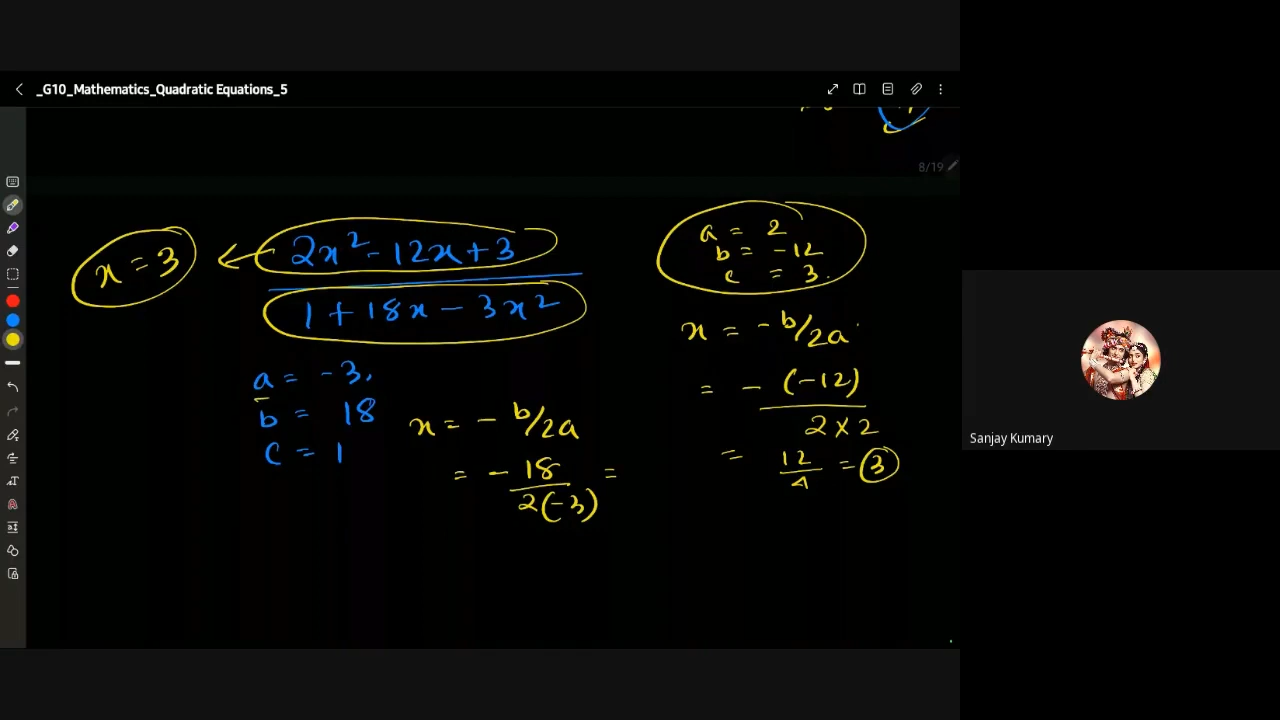 _G10_Mathematics_Quadratic Equations_5
8/19
x = 3
2x² - 12x + 3
1 + 18x - 3x²
a = 2
b = -12
c = 3.
x = -b/2a
= - (-12)
2 × 2
= 12/4 = 3
a = -3,
b = 18
c = 1
x = - b/2a
= - 18 =
2(-3)
Sanjay Kumary